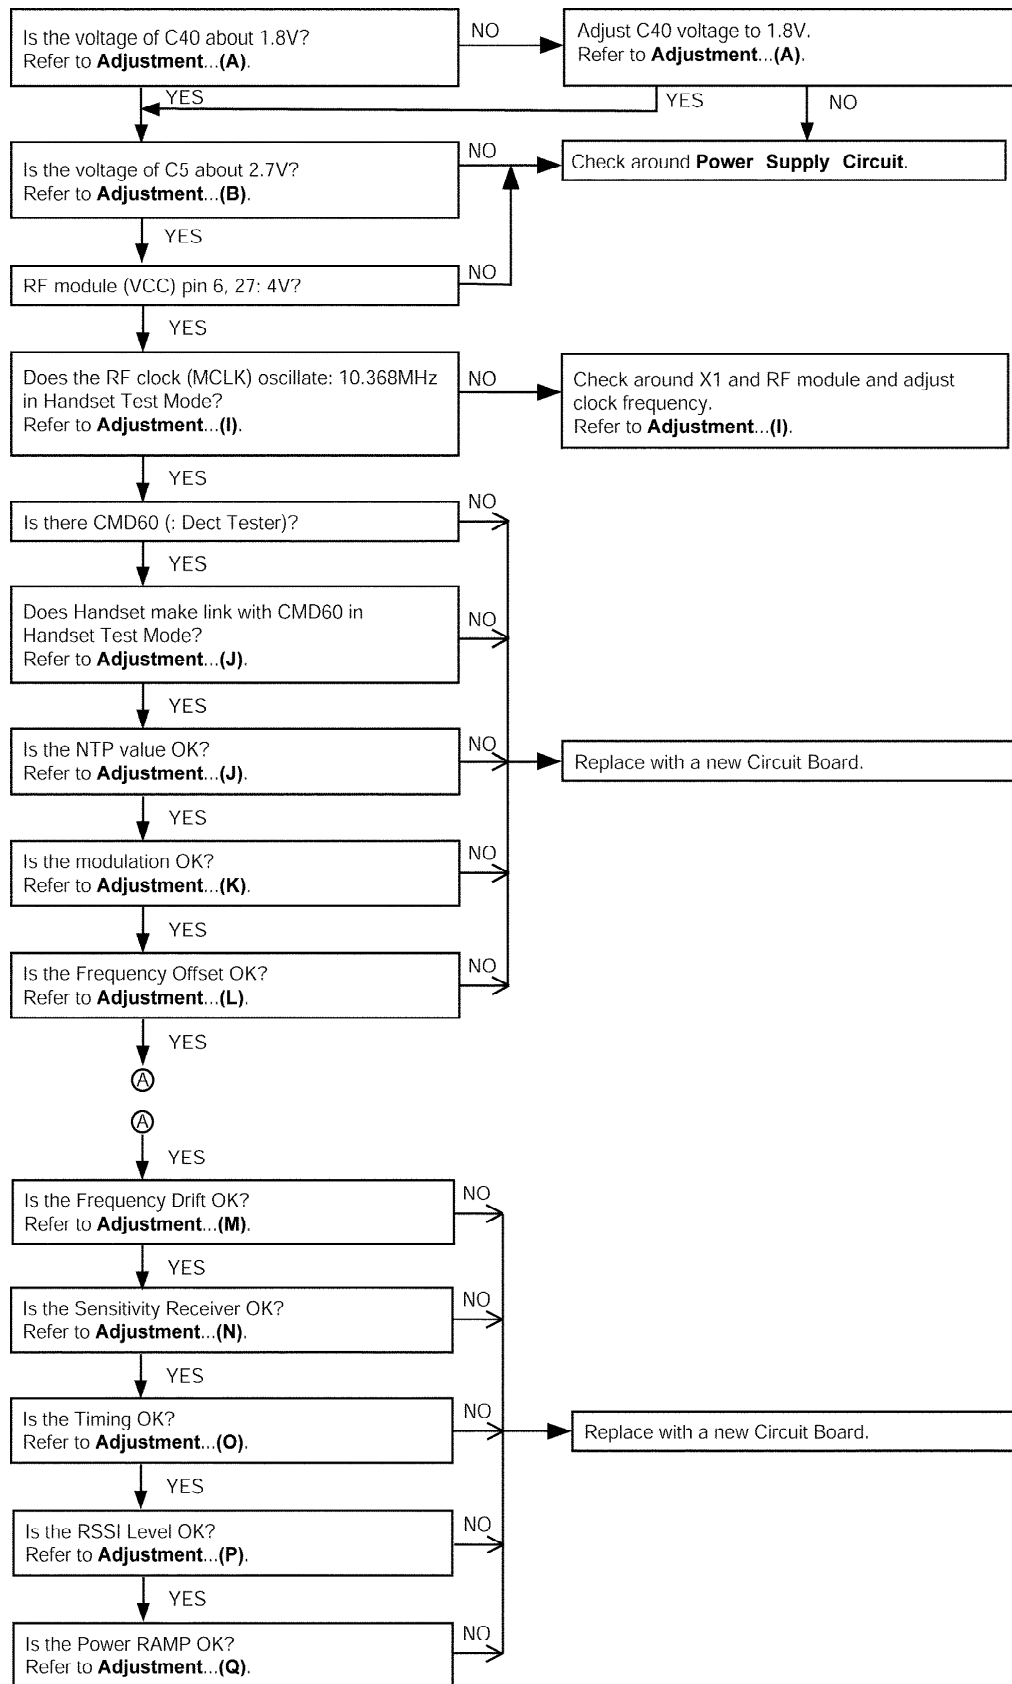 Is the voltage of C40 about 1.8V?
Refer to Adjustment...(A).
NO
Adjust C40 voltage to 1.8V.
Refer to Adjustment...(A).
YES
YES
NO
Is the voltage of C5 about 2.7V?
Refer to Adjustment...(B).
NO
Check around Power Supply Circuit.
YES
RF module (VCC) pin 6, 27: 4V?
NO
YES
Does the RF clock (MCLK) oscillate: 10.368MHz
in Handset Test Mode?
Refer to Adjustment...(I).
NO
Check around X1 and RF module and adjust
clock frequency.
Refer to Adjustment...(I).
YES
Is there CMD60 (: Dect Tester)?
NO
YES
Does Handset make link with CMD60 in
Handset Test Mode?
Refer to Adjustment...(J).
NO
YES
Is the NTP value OK?
Refer to Adjustment...(J).
NO
Replace with a new Circuit Board.
YES
Is the modulation OK?
Refer to Adjustment...(K).
NO
YES
Is the Frequency Offset OK?
Refer to Adjustment...(L).
NO
YES
A
A
YES
Is the Frequency Drift OK?
Refer to Adjustment...(M).
NO
YES
Is the Sensitivity Receiver OK?
Refer to Adjustment...(N).
NO
YES
Is the Timing OK?
Refer to Adjustment...(O).
NO
Replace with a new Circuit Board.
YES
Is the RSSI Level OK?
Refer to Adjustment...(P).
NO
YES
Is the Power RAMP OK?
Refer to Adjustment...(Q).
NO